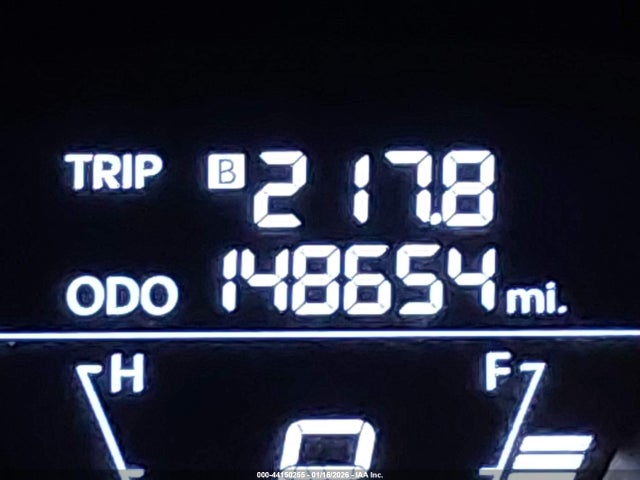 TRIP B 217.8
ODO 148654 mi.
H F
000-44150255 - 01/16/2026 - IAA Inc.